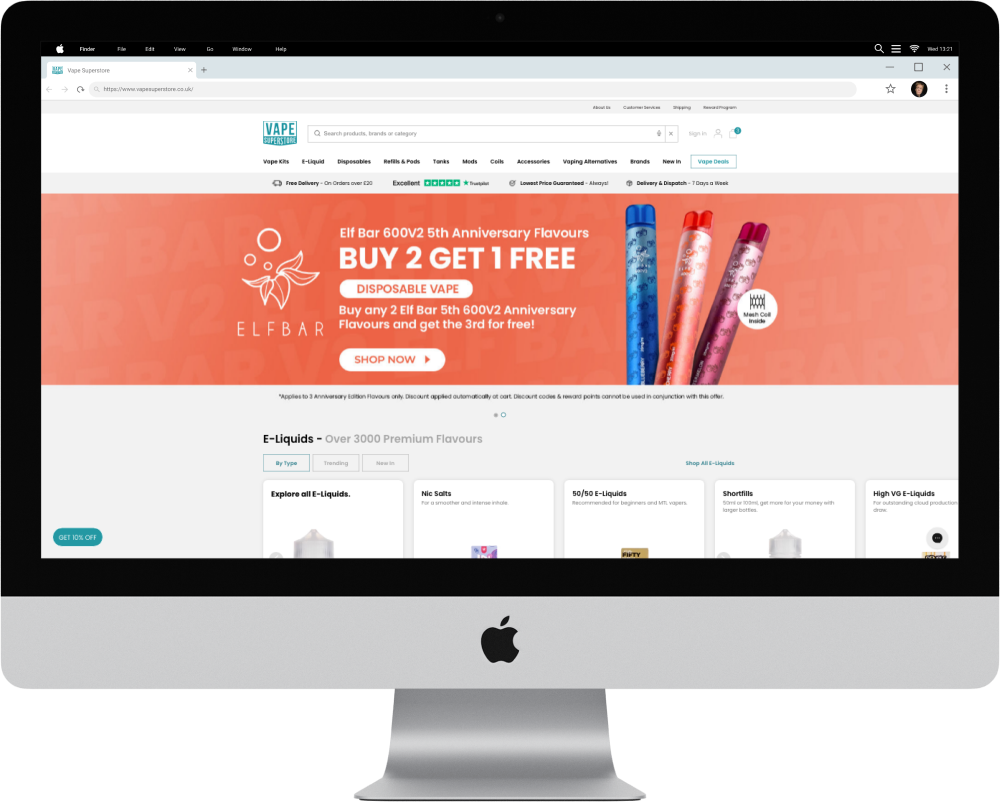 Finder File Edit View Go Window Help Wed 13:21
Vape Superstore
https://www.vapesuperstore.co.uk/
About Us Customer Services Shipping Reward Program
VAPE
SUPERSTORE
Search products, brands or category
Sign in
3
Vape Kits E-Liquid Disposables Refills & Pods Tanks Mods Coils Accessories Vaping Alternatives Brands New In Vape Deals
Free Delivery - On Orders over £20 Excellent Trustpilot Lowest Price Guaranteed - Always! Delivery & Dispatch - 7 Days a Week
Elf Bar 600V2 5th Anniversary Flavours
BUY 2 GET 1 FREE
DISPOSABLE VAPE
Buy any 2 Elf Bar 5th 600V2 Anniversary
Flavours and get the 3rd for free!
ELFBAR
SHOP NOW
Mesh Coil
Inside
*Applies to 3 Anniversary Edition Flavours only. Discount applied automatically at cart. Discount codes & reward points cannot be used in conjunction with this offer.
E-Liquids - Over 3000 Premium Flavours
By Type Trending New In Shop All E-Liquids
Explore all E-Liquids.
Nic Salts
For a smoother and intense inhale.
50/50 E-Liquids
Recommended for beginners and MTL vapers.
Shortfills
50ml or 100ml, get more for your money with
larger bottles.
High VG E-Liquids
For outstanding cloud production
draw.
FIFTY
GET 10% OFF